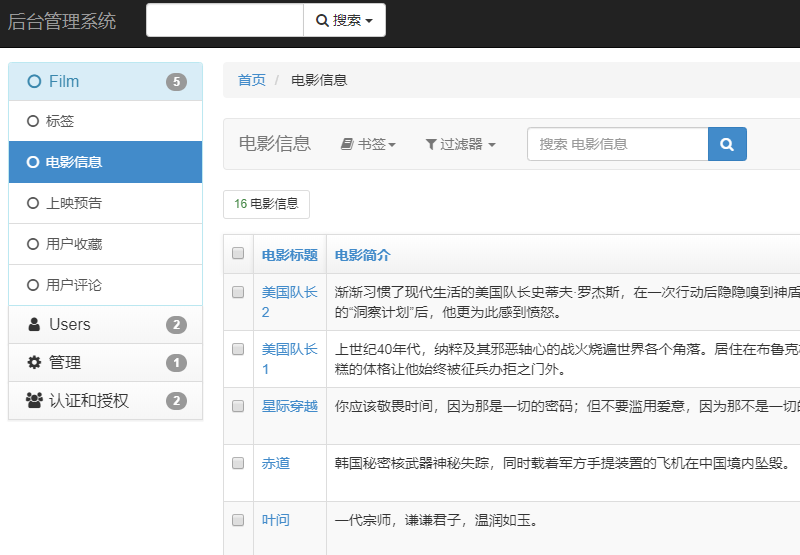 后台管理系统
搜索
Film 5
标签
电影信息
上映预告
用户收藏
用户评论
Users 2
管理 1
认证和授权 2
首页 / 电影信息
电影信息 书签 过滤器 搜索 电影信息
16 电影信息
电影标题 电影简介
美国队长2
渐渐习惯了现代生活的美国队长史蒂夫·罗杰斯，在一次行动后隐隐嗅到神盾
的“洞察计划”后，他更为此感到愤怒。
美国队长1
上世纪40年代，纳粹及其邪恶轴心的战火烧遍世界各个角落。居住在布鲁克
糕的体格让他始终被征兵办拒之门外。
星际穿越 你应该敬畏时间，因为那是一切的密码；但不要滥用爱意，因为那不是一切的
赤道 韩国秘密核武器神秘失踪，同时载着军方手提装置的飞机在中国境内坠毁。
叶问 一代宗师，谦谦君子，温润如玉。